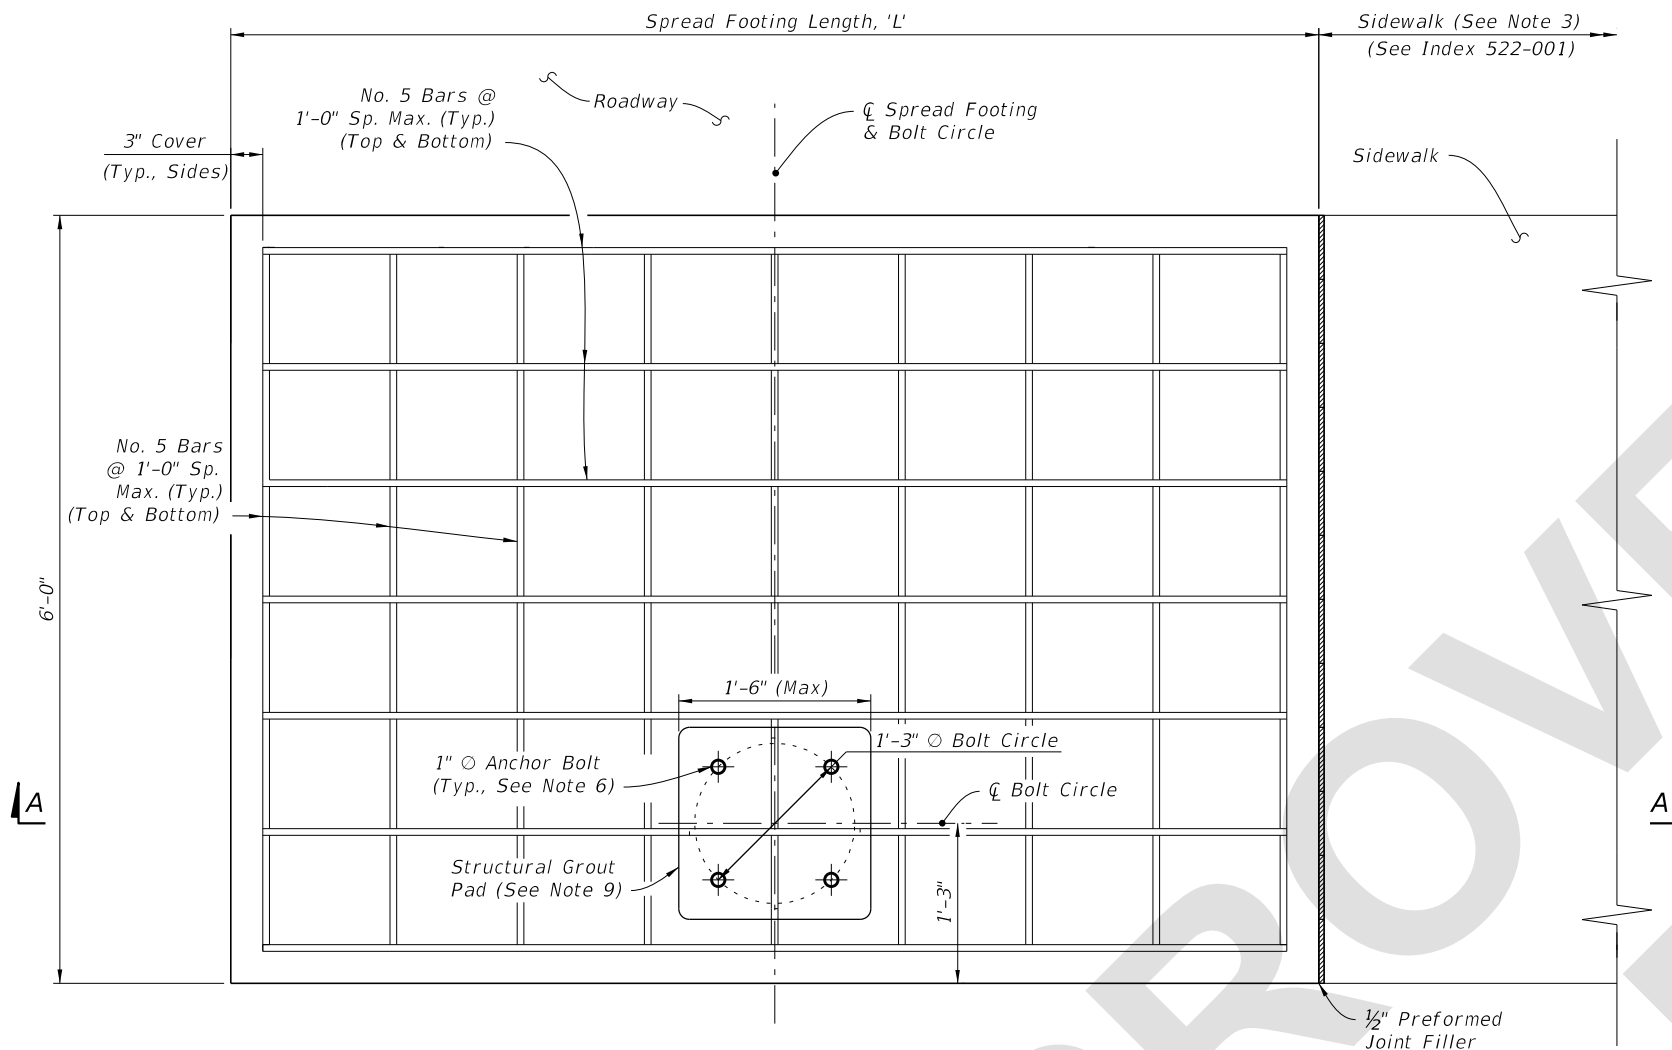 Spread Footing Length, 'L'
Sidewalk (See Note 3)
(See Index 522-001)
No. 5 Bars @
1'-0" Sp. Max. (Typ.)
(Top & Bottom)
Roadway
℄ Spread Footing
& Bolt Circle
3" Cover
(Typ., Sides)
Sidewalk
No. 5 Bars
@ 1'-0" Sp.
Max. (Typ.)
(Top & Bottom)
6'-0"
1'-6" (Max)
1'-3" ∅ Bolt Circle
1" ∅ Anchor Bolt
(Typ., See Note 6)
℄ Bolt Circle
A
A
Structural Grout
Pad (See Note 9)
1'-3"
½" Preformed
Joint Filler